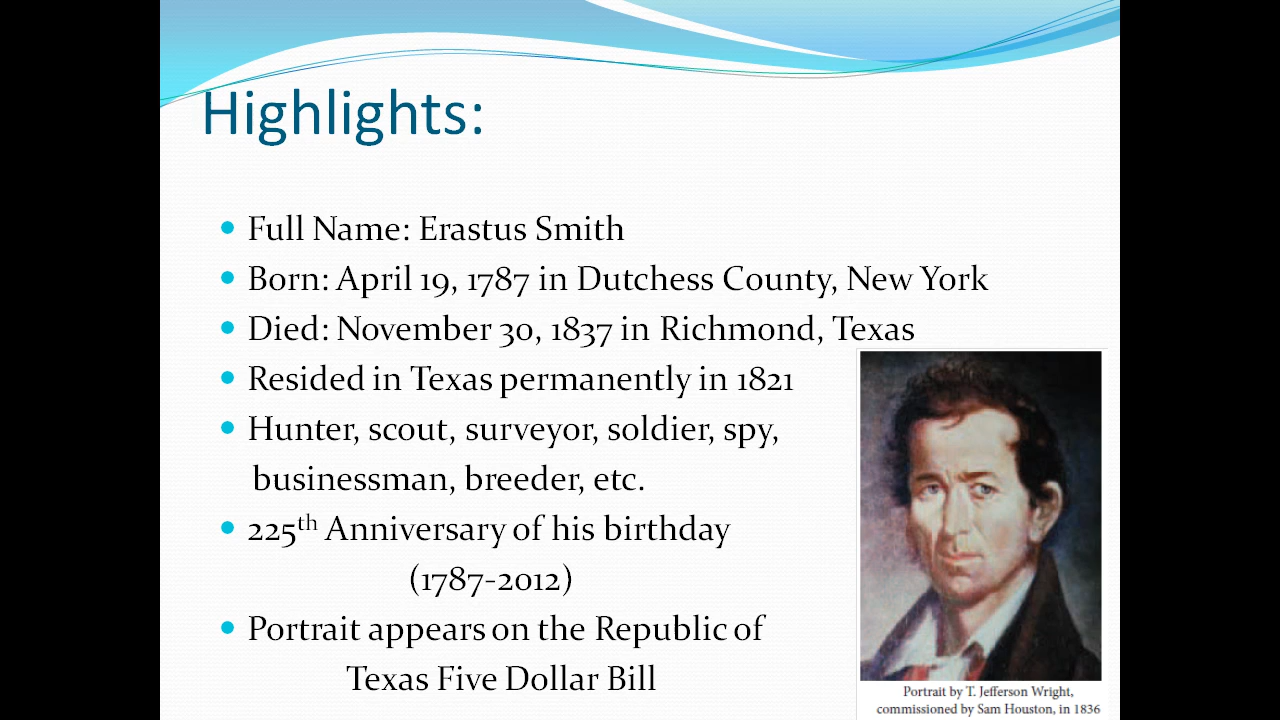 Highlights:
Full Name: Erastus Smith
Born: April 19, 1787 in Dutchess County, New York
Died: November 30, 1837 in Richmond, Texas
Resided in Texas permanently in 1821
Hunter, scout, surveyor, soldier, spy,
businessman, breeder, etc.
225th Anniversary of his birthday
(1787-2012)
Portrait appears on the Republic of
Texas Five Dollar Bill
Portrait by T. Jefferson Wright,
commissioned by Sam Houston, in 1836